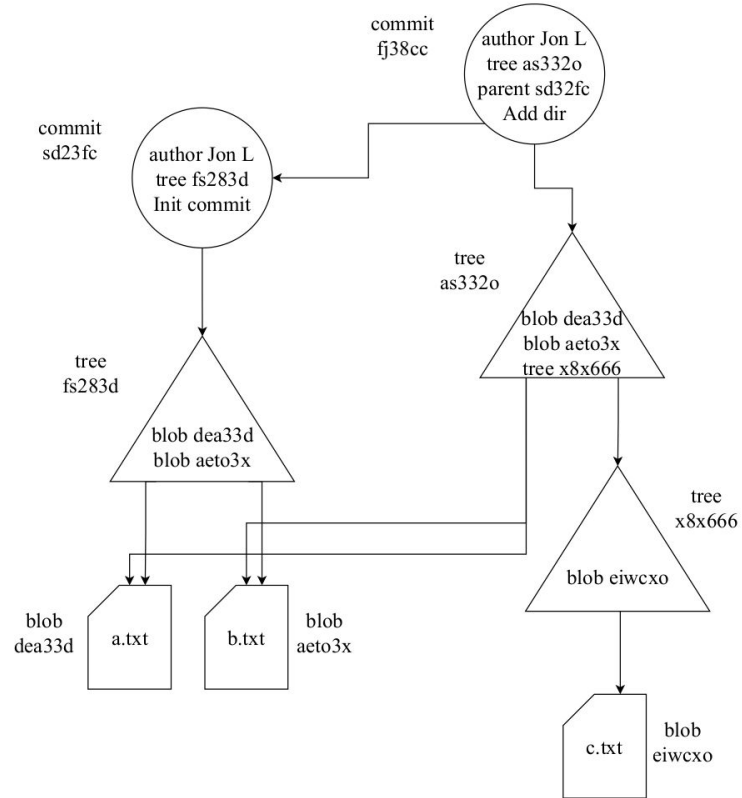 commit
fj38cc
author Jon L
tree as332o
parent sd32fc
Add dir
commit
sd23fc
author Jon L
tree fs283d
Init commit
tree
as332o
blob dea33d
blob aeto3x
tree x8x666
tree
fs283d
blob dea33d
blob aeto3x
tree
x8x666
blob eiwcxo
blob
dea33d
a.txt
b.txt
blob
aeto3x
c.txt
blob
eiwcxo